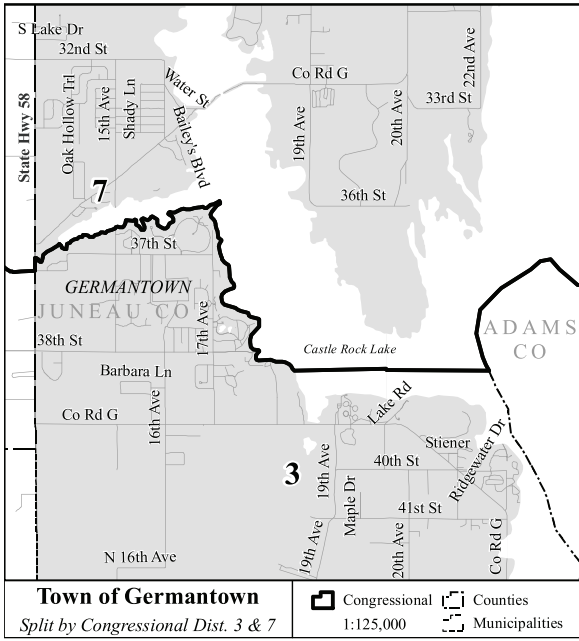 S Lake Dr
32nd St
Water St
Co Rd G
22nd Ave
State Hwy 58
Oak Hollow Trl
15th Ave
Shady Ln
Bailey's Blvd
19th Ave
20th Ave
33rd St
7
36th St
37th St
GERMANTOWN
JUNEAU CO
17th Ave
38th St
Castle Rock Lake
ADAMS
CO
Barbara Ln
16th Ave
Co Rd G
Lake Rd
Stiener
Ridgewater Dr
3
19th Ave
40th St
Maple Dr
41st St
N 16th Ave
19th Ave
20th Ave
Co Rd G
Town of Germantown
Split by Congressional Dist. 3 & 7
Congressional
Counties
1:125,000
Municipalities